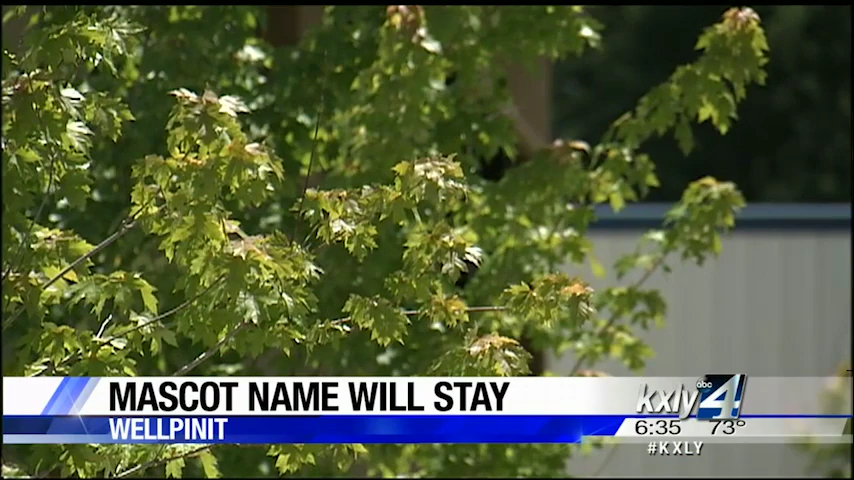 MASCOT NAME WILL STAY
WELLPINIT
kxly abc 4
6:35 73°
#KXLY